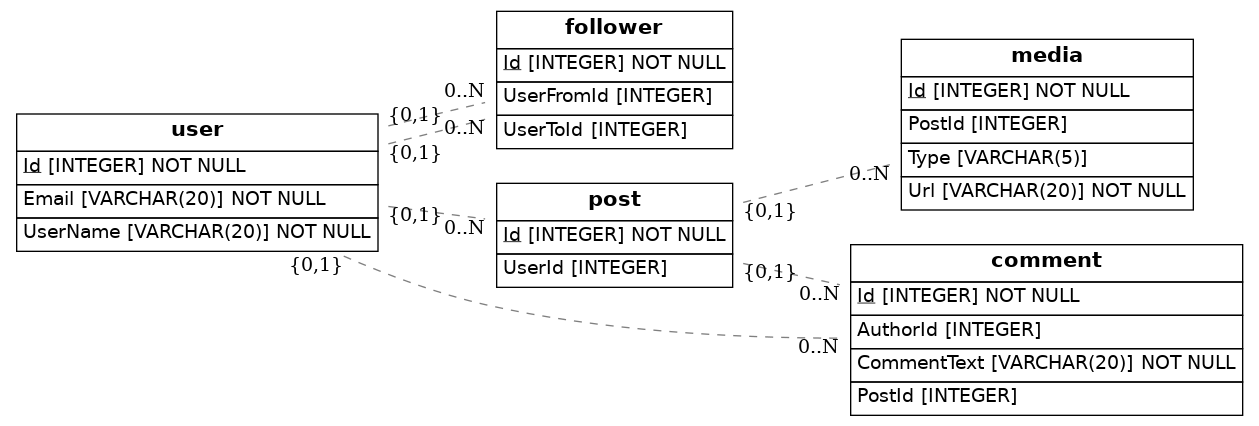 user
Id [INTEGER] NOT NULL
Email [VARCHAR(20)] NOT NULL
UserName [VARCHAR(20)] NOT NULL
{0,1}
0..N
{0,1}
0..N
{0,1}
0..N
{0,1}
0..N
follower
Id [INTEGER] NOT NULL
UserFromId [INTEGER]
UserToId [INTEGER]
post
Id [INTEGER] NOT NULL
UserId [INTEGER]
{0,1}
0..N
{0,1}
0..N
media
Id [INTEGER] NOT NULL
PostId [INTEGER]
Type [VARCHAR(5)]
Url [VARCHAR(20)] NOT NULL
comment
Id [INTEGER] NOT NULL
AuthorId [INTEGER]
CommentText [VARCHAR(20)] NOT NULL
PostId [INTEGER]